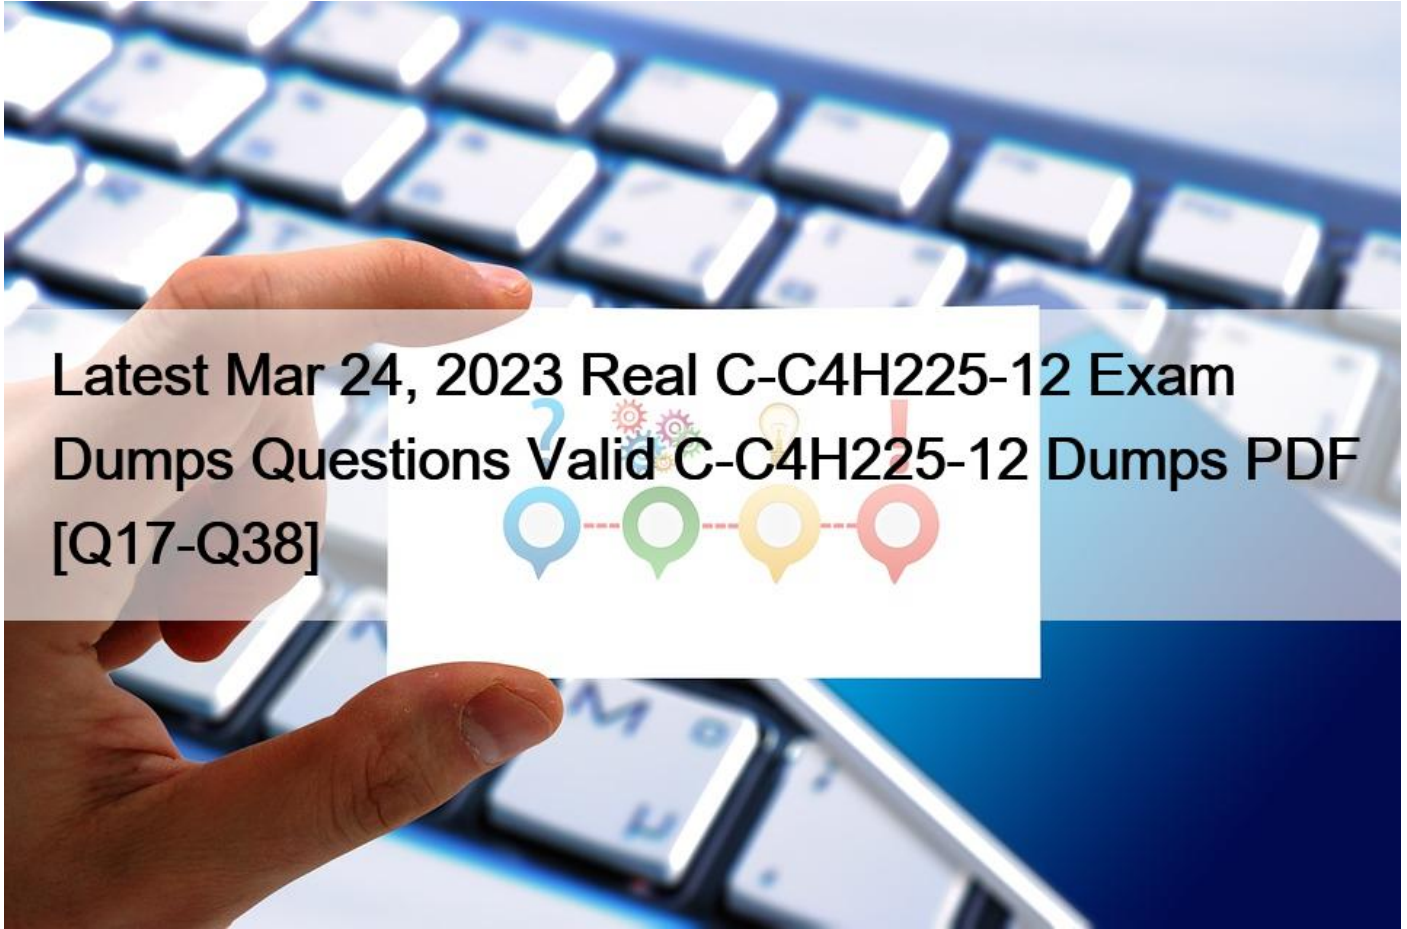 Latest Mar 24, 2023 Real C-C4H225-12 Exam
Dumps Questions Valid C-C4H225-12 Dumps PDF
[Q17-Q38]